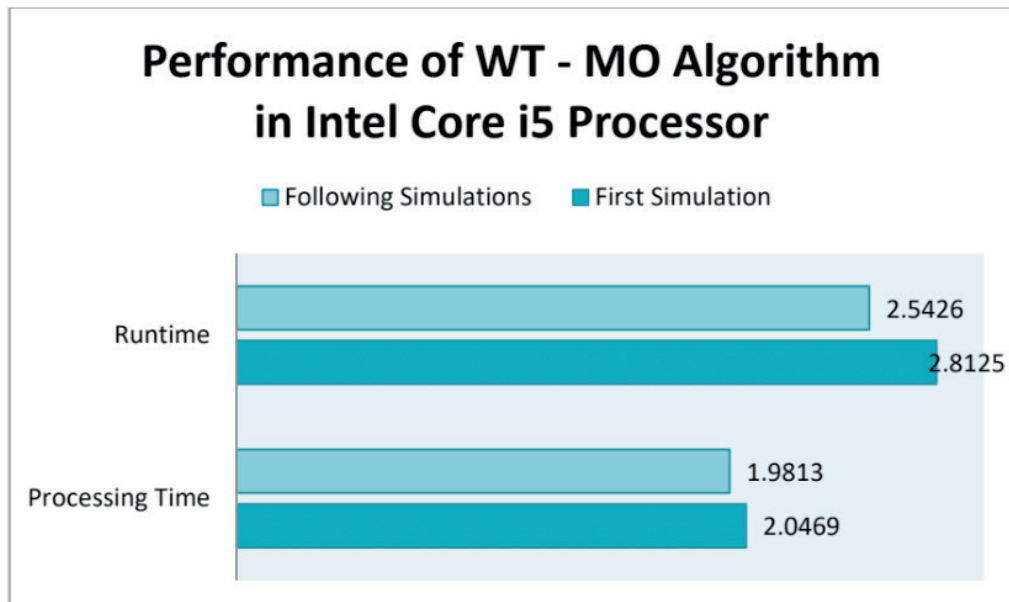 Performance of WT - MO Algorithm
in Intel Core i5 Processor
Following Simulations First Simulation
Runtime
2.5426
2.8125
Processing Time
1.9813
2.0469